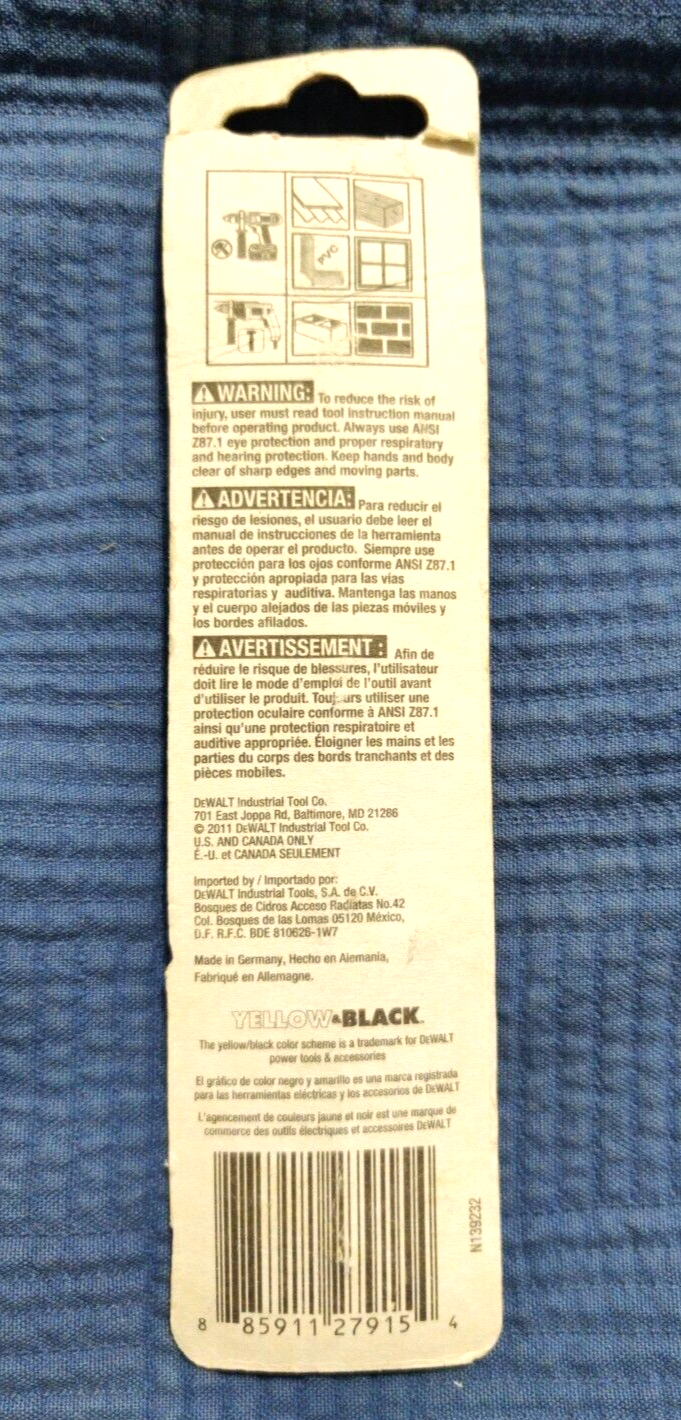 PVC
WARNING: To reduce the risk of
injury, user must read tool instruction manual
before operating product. Always use ANSI
Z87.1 eye protection and proper respiratory
and hearing protection. Keep hands and body
clear of sharp edges and moving parts.
ADVERTENCIA: Para reducir el
riesgo de lesiones, el usuario debe leer el
manual de instrucciones de la herramienta
antes de operar el producto. Siempre use
protección para los ojos conforme ANSI Z87.1
y protección apropiada para las vías
respiratorias y auditiva. Mantenga las manos
y el cuerpo alejados de las piezas móviles y
los bordes afilados.
AVERTISSEMENT : Afin de
réduire le risque de blessures, l'utilisateur
doit lire le mode d'emploi de l'outil avant
d'utiliser le produit. Toujours utiliser une
protection oculaire conforme à ANSI Z87.1
ainsi qu'une protection respiratoire et
auditive appropriée. Éloigner les mains et les
parties du corps des bords tranchants et des
pièces mobiles.
DEWALT Industrial Tool Co.
701 East Joppa Rd, Baltimore, MD 21286
© 2011 DEWALT Industrial Tool Co.
U.S. AND CANADA ONLY
É.-U. et CANADA SEULEMENT
Imported by / Importado por:
DEWALT Industrial Tools, S.A. de C.V.
Bosques de Cidros Acceso Radiatas No.42
Col. Bosques de las Lomas 05120 México,
D.F. R.F.C. BDE 810626-1W7
Made in Germany, Hecho en Alemania,
Fabriqué en Allemagne.
YELLOW&BLACK™
The yellow/black color scheme is a trademark for DEWALT
power tools & accessories
El gráfico de color negro y amarillo es una marca registrada
para las herramientas eléctricas y los accesorios de DEWALT
L'agencement de couleurs jaune et noir est une marque de
commerce des outils électriques et accessoires DEWALT
N139232
8 85911 27915 4